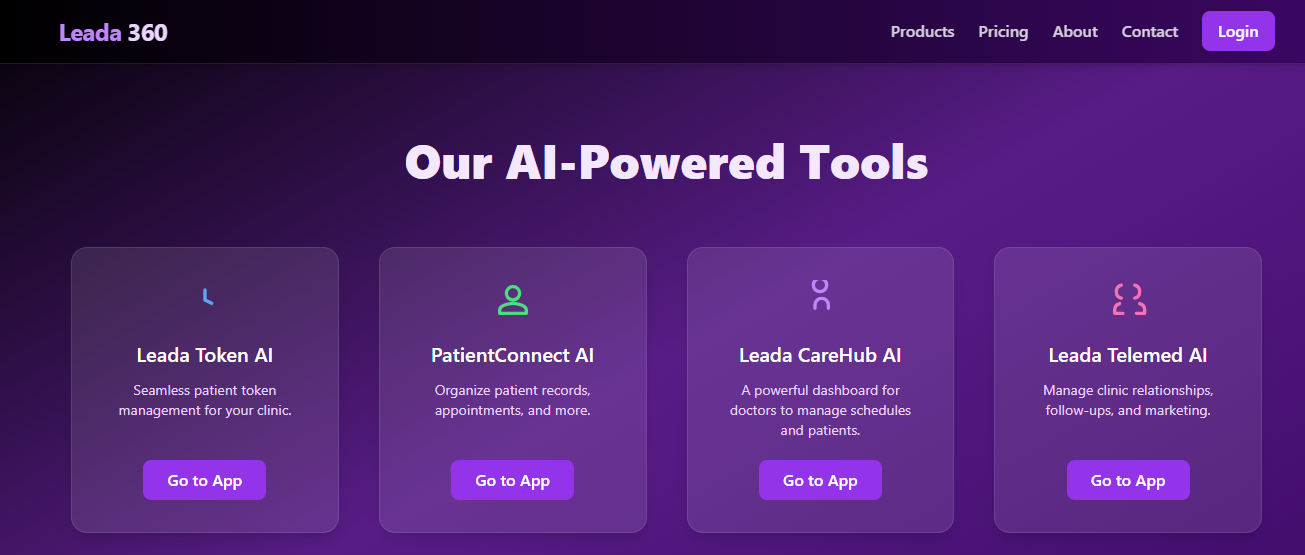 Leada 360
Products
Pricing
About
Contact
Login
Our AI-Powered Tools
Leada Token AI
Seamless patient token
management for your clinic.
Go to App
PatientConnect AI
Organize patient records,
appointments, and more.
Go to App
Leada CareHub AI
A powerful dashboard for
doctors to manage schedules
and patients.
Go to App
Leada Telemed AI
Manage clinic relationships,
follow-ups, and marketing.
Go to App